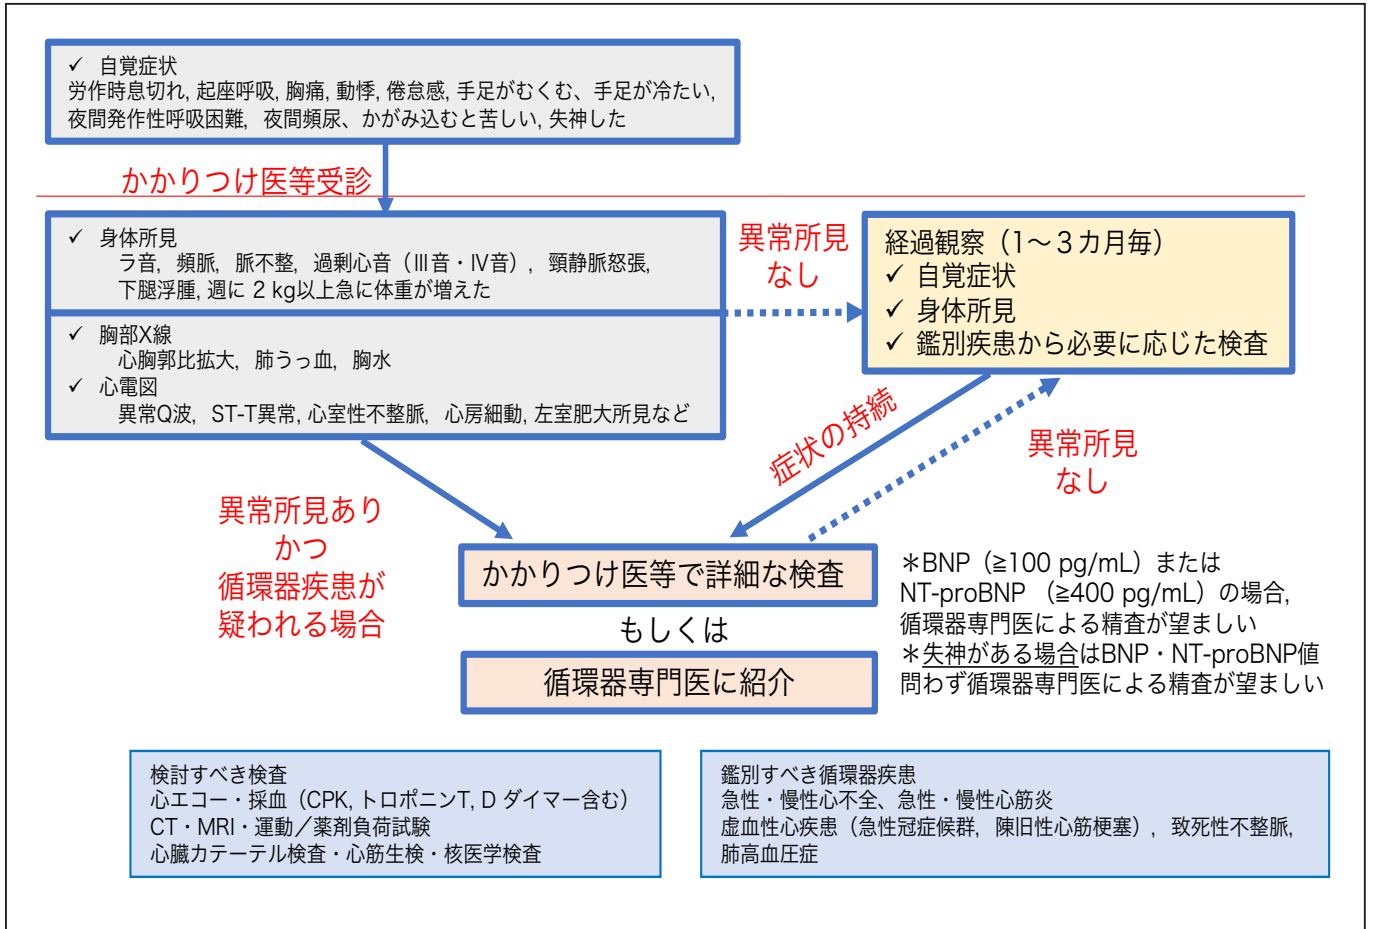 ✓ 自覚症状
労作時息切れ, 起座呼吸, 胸痛, 動悸, 倦怠感, 手足がむくむ、手足が冷たい,
夜間発作性呼吸困難, 夜間頻尿、かがみ込むと苦しい, 失神した
かかりつけ医等受診
✓ 身体所見
ラ音, 頻脈, 脈不整, 過剰心音（Ⅲ音・Ⅳ音）, 頸静脈怒張,
下腿浮腫, 週に 2 kg以上急に体重が増えた
✓ 胸部X線
心胸郭比拡大, 肺うっ血, 胸水
✓ 心電図
異常Q波, ST-T異常, 心室性不整脈, 心房細動, 左室肥大所見など
異常所見
なし
経過観察（1～3カ月毎）
✓ 自覚症状
✓ 身体所見
✓ 鑑別疾患から必要に応じた検査
症状の持続
異常所見
なし
異常所見あり
かつ
循環器疾患が
疑われる場合
かかりつけ医等で詳細な検査
もしくは
循環器専門医に紹介
＊BNP（≧100 pg/mL）または
NT-proBNP （≧400 pg/mL）の場合,
循環器専門医による精査が望ましい
＊失神がある場合はBNP・NT-proBNP値
問わず循環器専門医による精査が望ましい
検討すべき検査
心エコー・採血（CPK, トロポニンT, D ダイマー含む）
CT・MRI・運動／薬剤負荷試験
心臓カテーテル検査・心筋生検・核医学検査
鑑別すべき循環器疾患
急性・慢性心不全、急性・慢性心筋炎
虚血性心疾患（急性冠症候群, 陳旧性心筋梗塞）, 致死性不整脈,
肺高血圧症